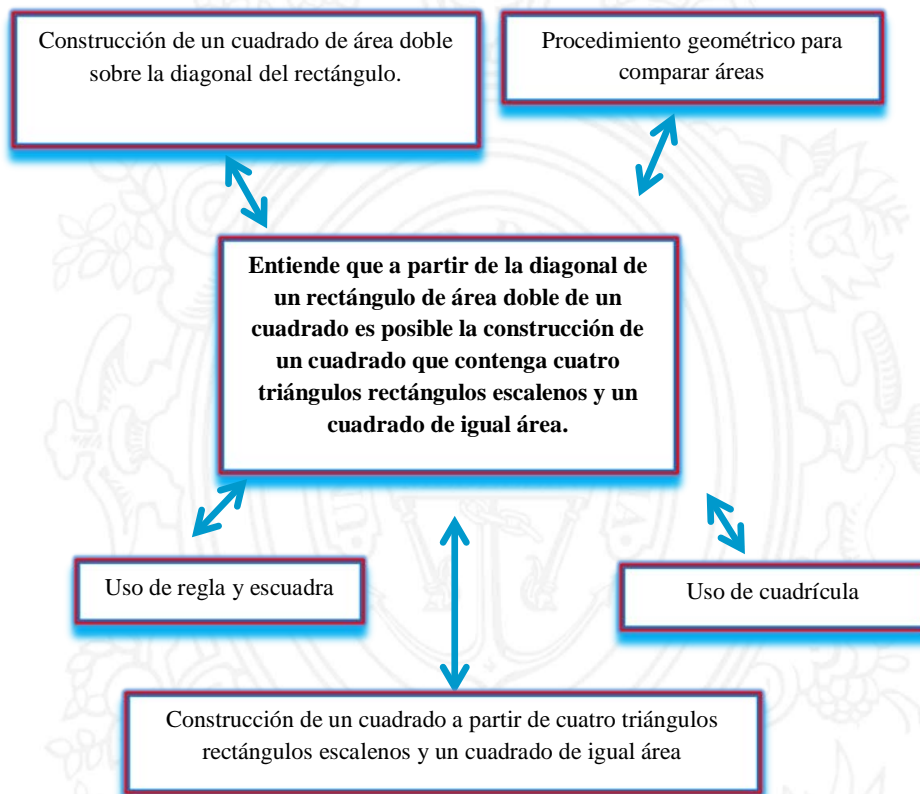 Construcción de un cuadrado de área doble
sobre la diagonal del rectángulo.
Procedimiento geométrico para
comparar áreas
Entiende que a partir de la diagonal de
un rectángulo de área doble de un
cuadrado es posible la construcción de
un cuadrado que contenga cuatro
triángulos rectángulos escalenos y un
cuadrado de igual área.
Uso de regla y escuadra
Uso de cuadrícula
Construcción de un cuadrado a partir de cuatro triángulos
rectángulos escalenos y un cuadrado de igual área